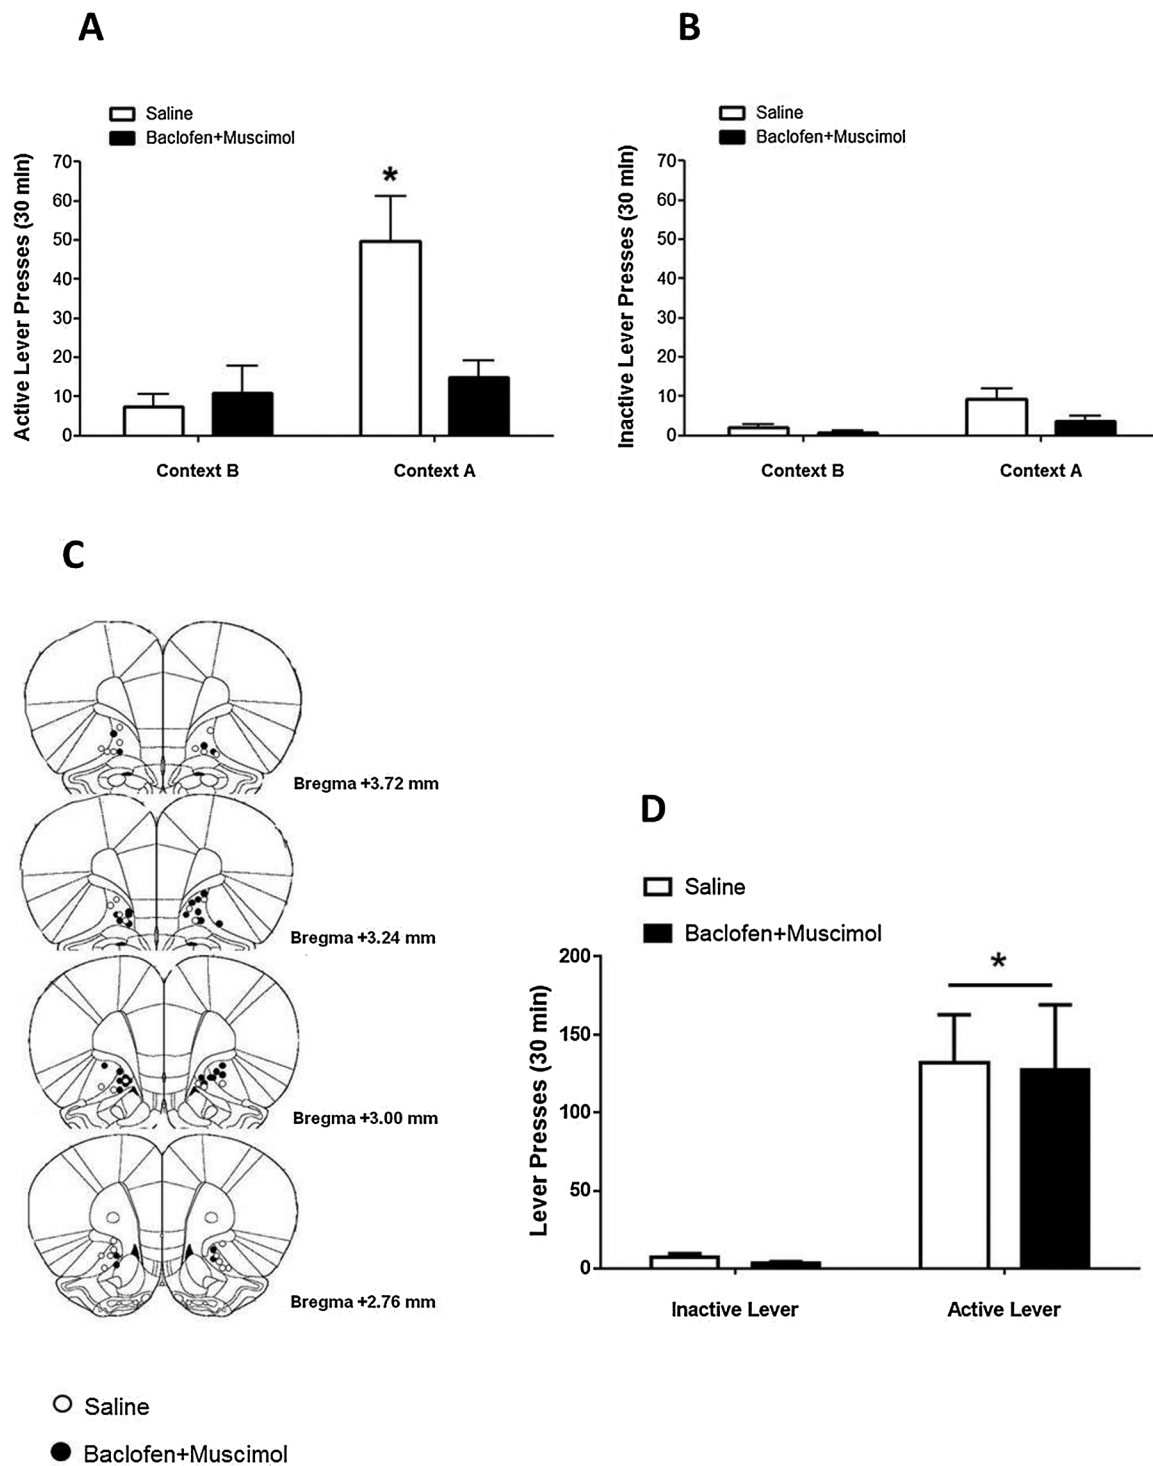 A
Saline
Baclofen+Muscimol
Active Lever Presses (30 min)
70
60
50
40
30
20
10
0
*
Context B
Context A
B
Saline
Baclofen+Muscimol
Inactive Lever Presses (30 min)
70
60
50
40
30
20
10
0
Context B
Context A
C
Bregma +3.72 mm
Bregma +3.24 mm
Bregma +3.00 mm
Bregma +2.76 mm
Saline
Baclofen+Muscimol
D
Saline
Baclofen+Muscimol
Lever Presses (30 min)
200
150
100
50
0
*
Inactive Lever
Active Lever